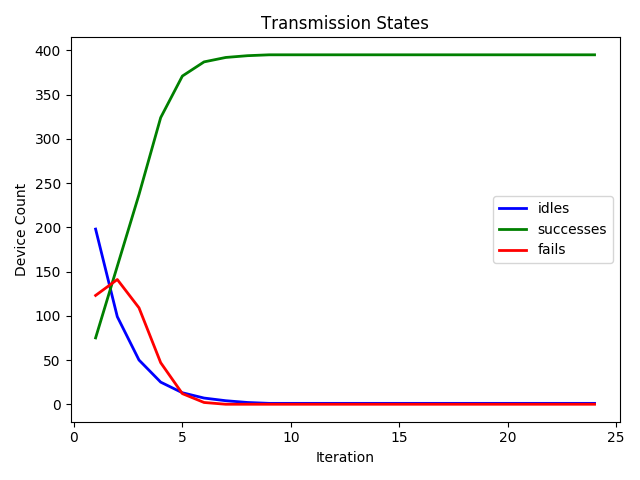 Transmission States
400
350
300
250
200
150
100
50
0
Device Count
idles
successes
fails
0 5 10 15 20 25
Iteration